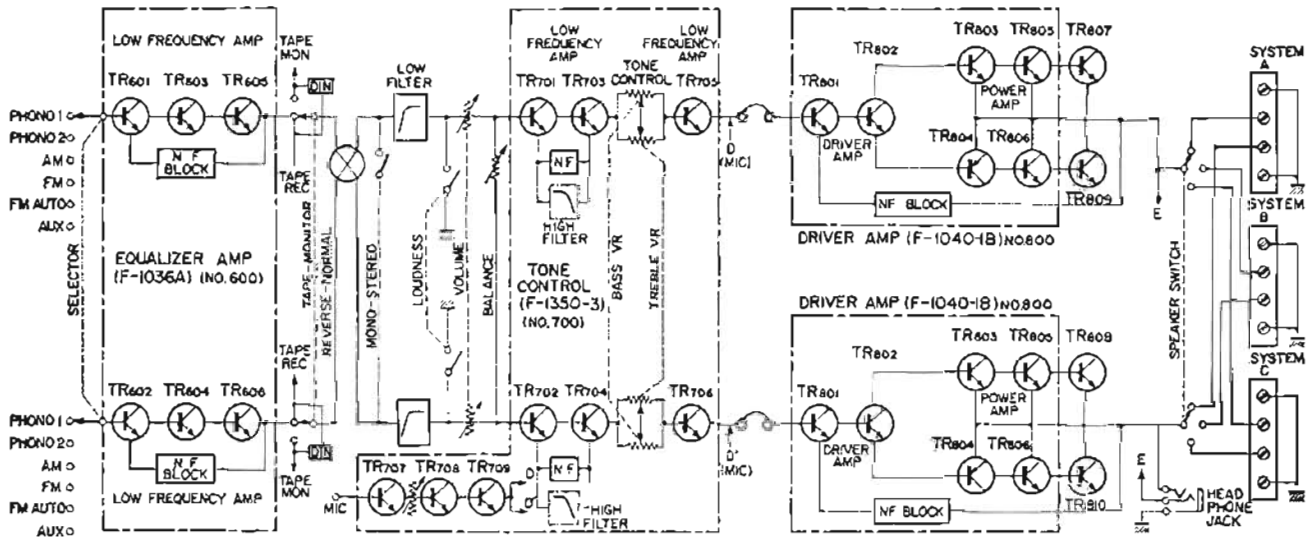 LOW FREQUENCY AMP
TR601
TR603
TR605
PHONO 1
PHONO 2
AM
FM
FM AUTO
AUX
N F
BLOCK
SELECTOR
EQUALIZER AMP
(F-1036A) (NO.600)
TAPE
MON
DIN
TAPE
REC
TAPE-MONITOR
REVERSE-NORMAL
MONO-STEREO
LOW
FILTER
LOUDNESS
VOLUME
BALANCE
LOW
FREQUENCY
AMP
TR701
TR703
TONE
CONTROL
LOW
FREQUENCY
AMP
TR705
N F
HIGH
FILTER
TONE
CONTROL
(F-1350-3)
(NO.700)
BASS VR
TREBLE VR
D
(MIC)
TR801
TR802
DRIVER
AMP
TR803
TR805
TR807
POWER
AMP
TR804
TR806
TR809
NF BLOCK
DRIVER AMP (F-1040-1B) NO.800
E
SPEAKER SWITCH
SYSTEM
A
SYSTEM
B
SYSTEM
C
TAPE
REC
TR602
TR604
TR606
PHONO 1
PHONO 2
AM
FM
FM AUTO
AUX
N F
BLOCK
LOW FREQUENCY AMP
DIN
TAPE
MON
MIC
TR707
TR708
TR709
D
D'
TR702
TR704
TR706
N F
HIGH
FILTER
D'
(MIC)
DRIVER AMP (F-1040-1B) NO.800
TR801
TR802
DRIVER
AMP
TR803
TR805
TR808
POWER
AMP
TR804
TR806
TR810
NF BLOCK
E
HEAD
PHONE
JACK